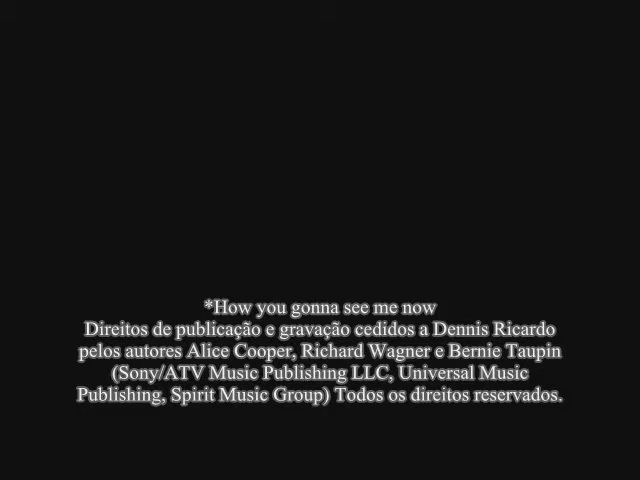 *How you gonna see me now
Direitos de publicação e gravação cedidos a Dennis Ricardo
pelos autores Alice Cooper, Richard Wagner e Bernie Taupin
(Sony/ATV Music Publishing LLC, Universal Music
Publishing, Spirit Music Group) Todos os direitos reservados.